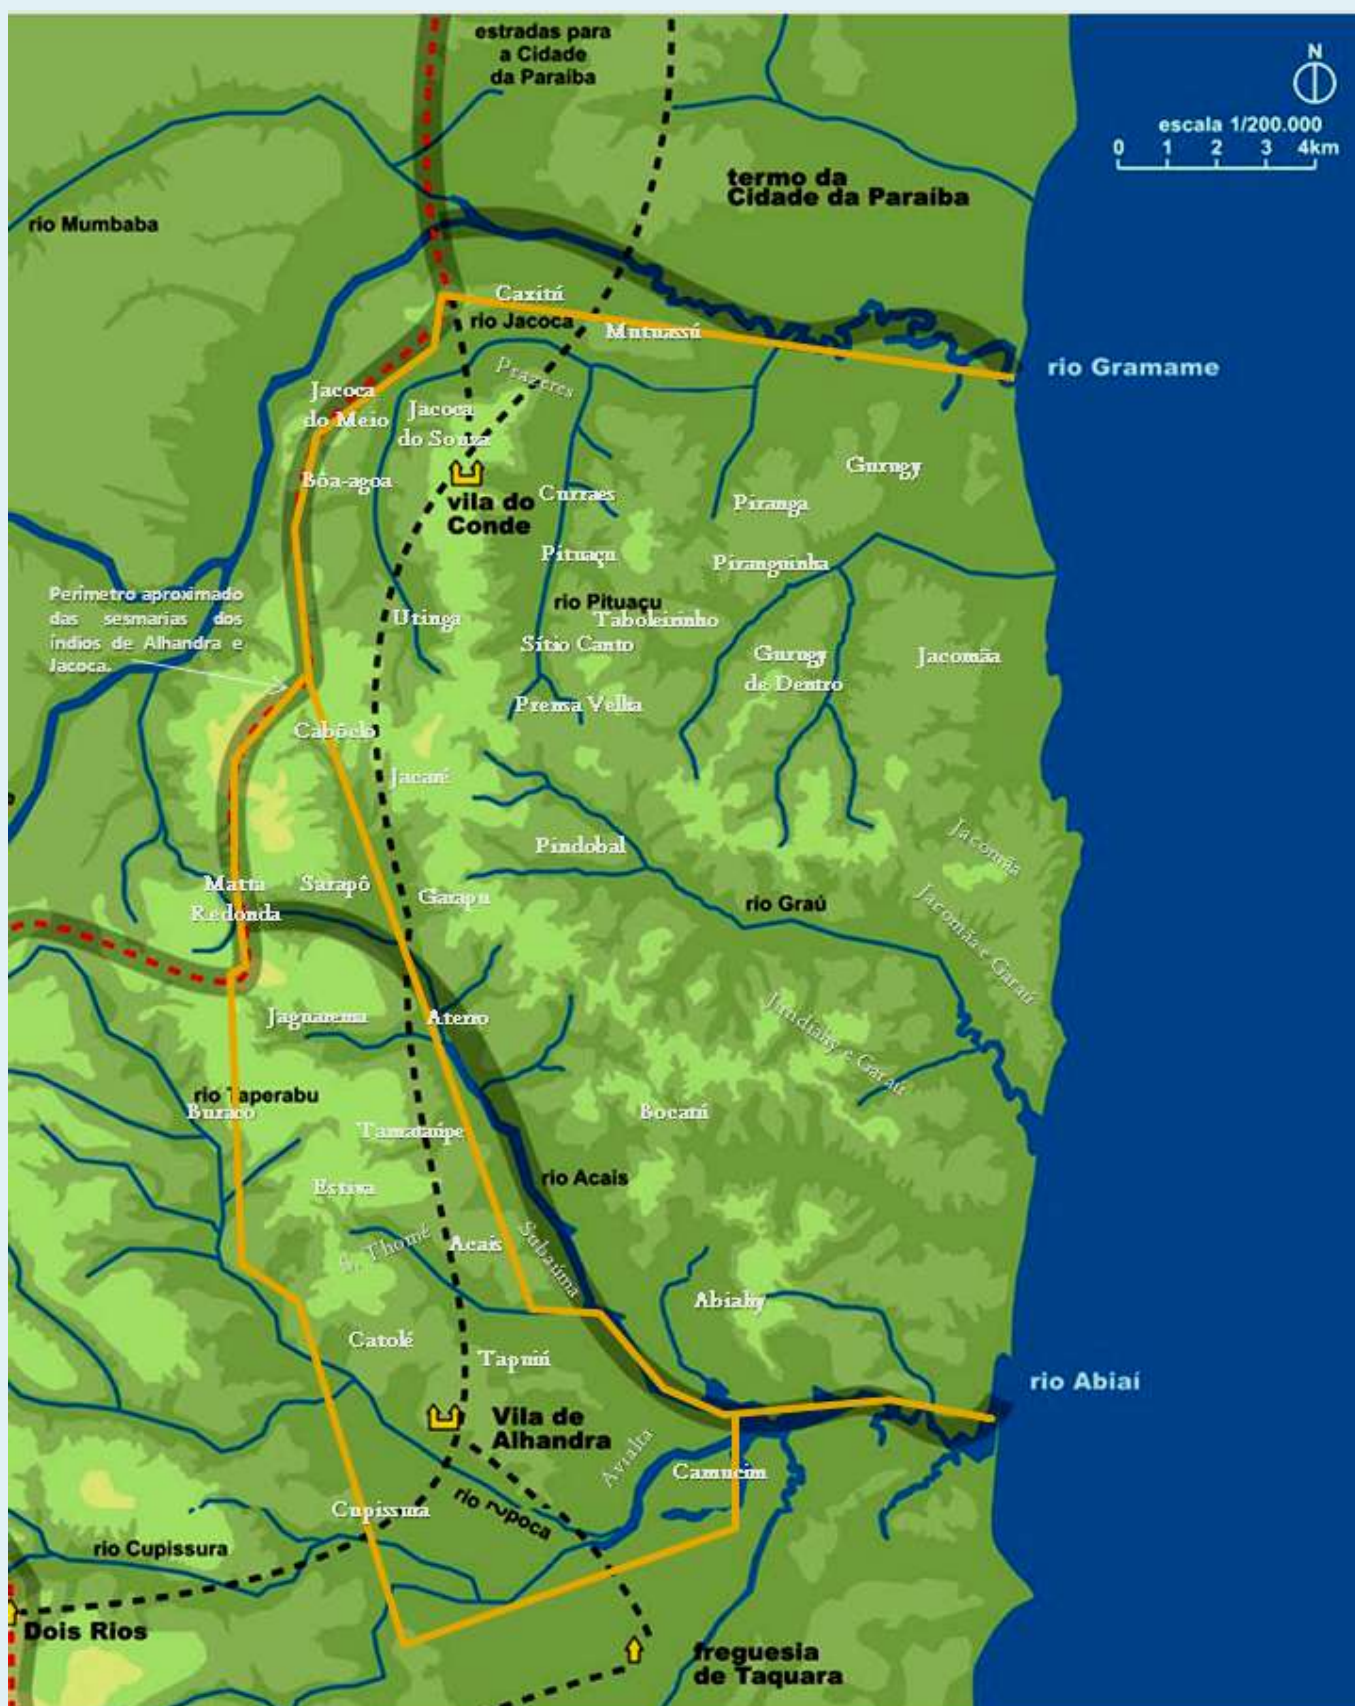 estradas para
a Cidade
da Paraíba
N
escala 1/200.000
0 1 2 3 4km
termo da
Cidade da Paraíba
rio Mumbaba
Caxitú
rio Jacoca
Mutuassú
rio Gramame
Prazeres
Jacoca
do Meio
Jacoca
do Souza
Bôa-agoa
Gurugy
vila do
Conde
Curraes
Piranga
Pituaçu
Piranguinha
Perímetro aproximado
das sesmarias dos
índios de Alhandra e
Jacoca.
rio Pituaçu
Utinga
Taboleirinho
Sítio Canto
Gurugy
de Dentro
Jacomãa
Prensa Velha
Cabôclo
Jacaré
Pindobal
Jacomãa
Matta
Redonda
Sarapô
Garapu
rio Graú
Jacomãa e Garaú
Jaguarema
Aterro
Jundiahy e Garaú
rio Taperabu
Buraco
Bocatú
Tamataúpe
rio Acais
Estiva
S. Thomé
Acais
Subaúma
Abiahy
Catolé
Tapuiú
rio Abiaí
Vila de
Alhandra
Avialta
Camucim
Cupissura
rio
poca
rio Cupissura
Dois Rios
freguesia
de Taquara